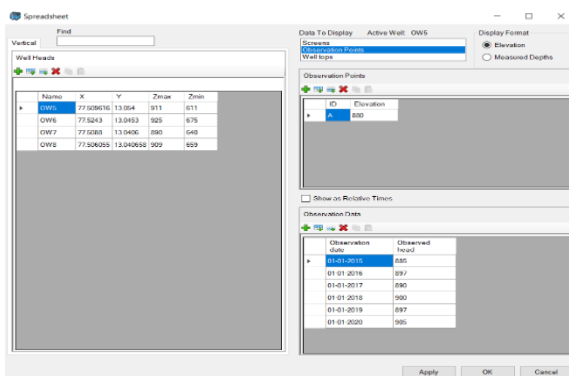 Spreadsheet
Find
Vertical
Well Heads
Name X Y Zmax Zmin
OW5 77.509616 13.054 911 611
OW6 77.5243 13.0453 925 675
OW7 77.5088 13.0406 890 640
OW8 77.506055 13.040658 909 659
Data To Display Active Well: OW5
Screens
Observation Points
Well tops
Display Format
Elevation
Measured Depths
Observation Points
ID Elevation
A 880
Show as Relative Times
Observation Data
Observation date Observed head
01-01-2015 885
01-01-2016 897
01-01-2017 890
01-01-2018 900
01-01-2019 897
01-01-2020 905
Apply OK Cancel